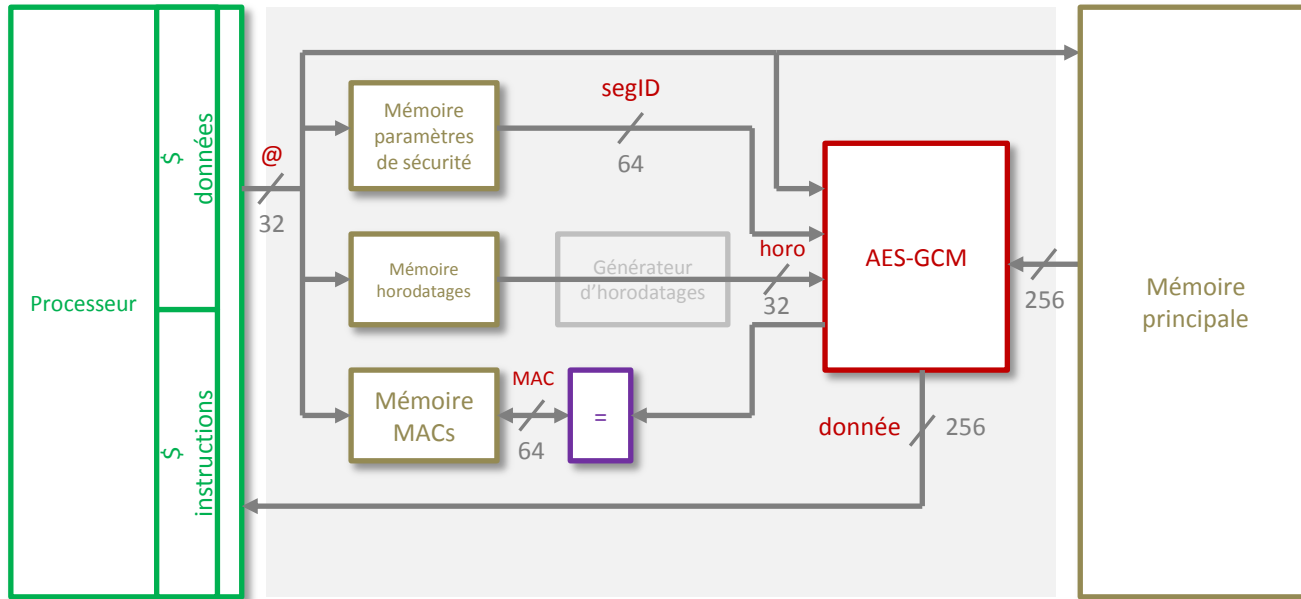 Processeur
$
données
$
instructions
@
32
Mémoire
paramètres
de sécurité
segID
64
Mémoire
horodatages
Générateur
d'horodatages
horo
32
Mémoire
MACs
MAC
64
=
AES-GCM
donnée
256
256
Mémoire
principale